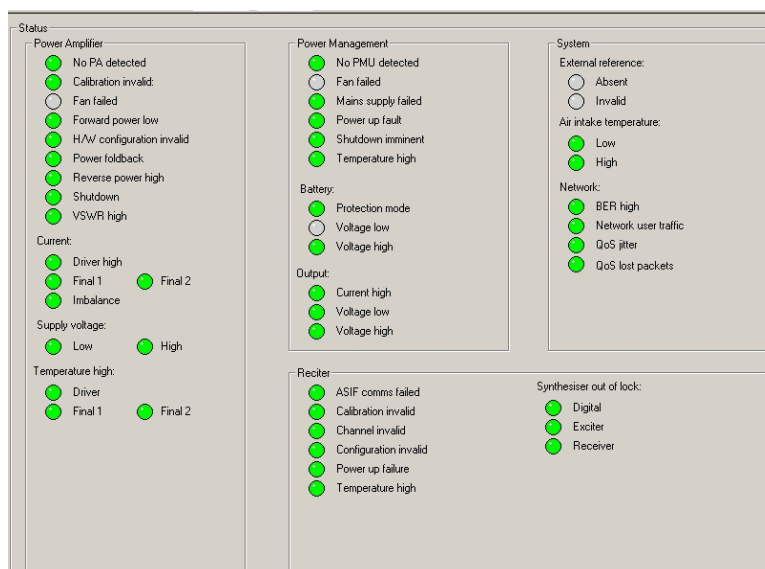 Status
Power Amplifier
No PA detected
Calibration invalid:
Fan failed
Forward power low
H/W configuration invalid
Power foldback
Reverse power high
Shutdown
VSWR high
Current:
Driver high
Final 1 Final 2
Imbalance
Supply voltage:
Low High
Temperature high:
Driver
Final 1 Final 2
Power Management
No PMU detected
Fan failed
Mains supply failed
Power up fault
Shutdown imminent
Temperature high
Battery:
Protection mode
Voltage low
Voltage high
Output:
Current high
Voltage low
Voltage high
System
External reference:
Absent
Invalid
Air intake temperature:
Low
High
Network:
BER high
Network user traffic
QoS jitter
QoS lost packets
Reciter
ASIF comms failed
Calibration invalid
Channel invalid
Configuration invalid
Power up failure
Temperature high
Synthesiser out of lock:
Digital
Exciter
Receiver